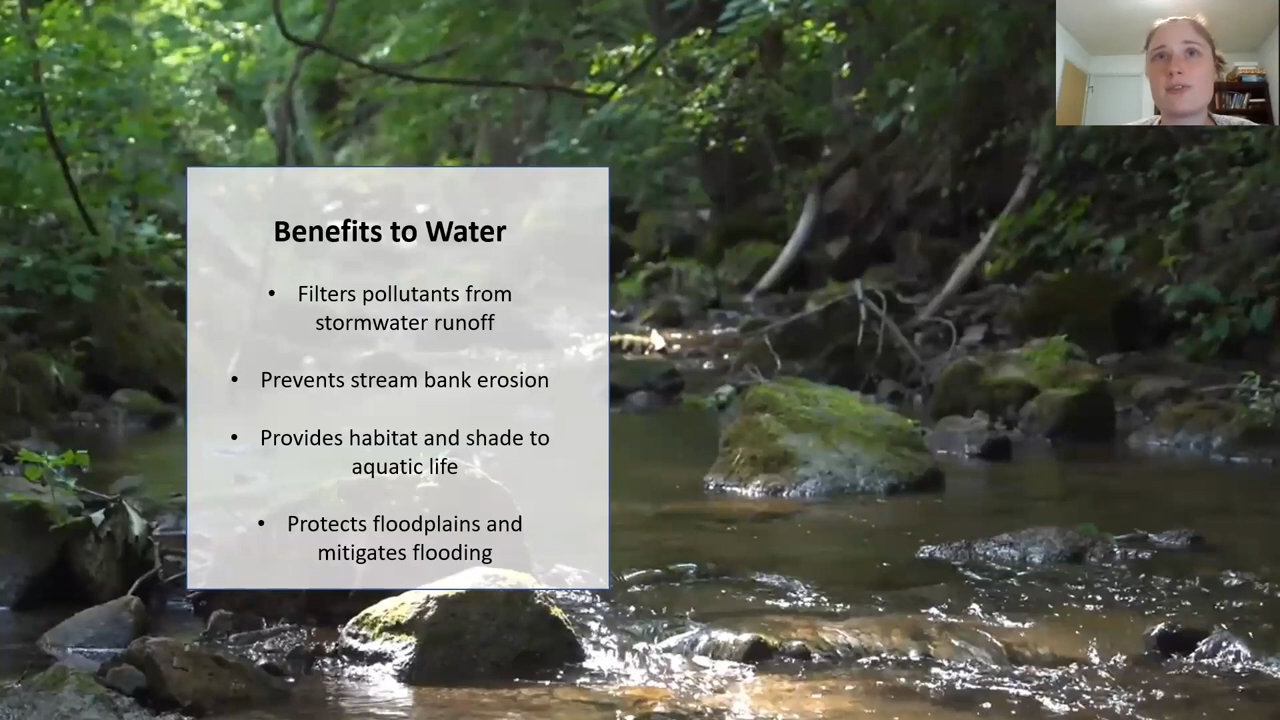 Benefits to Water
• Filters pollutants from
stormwater runoff
• Prevents stream bank erosion
• Provides habitat and shade to
aquatic life
• Protects floodplains and
mitigates flooding